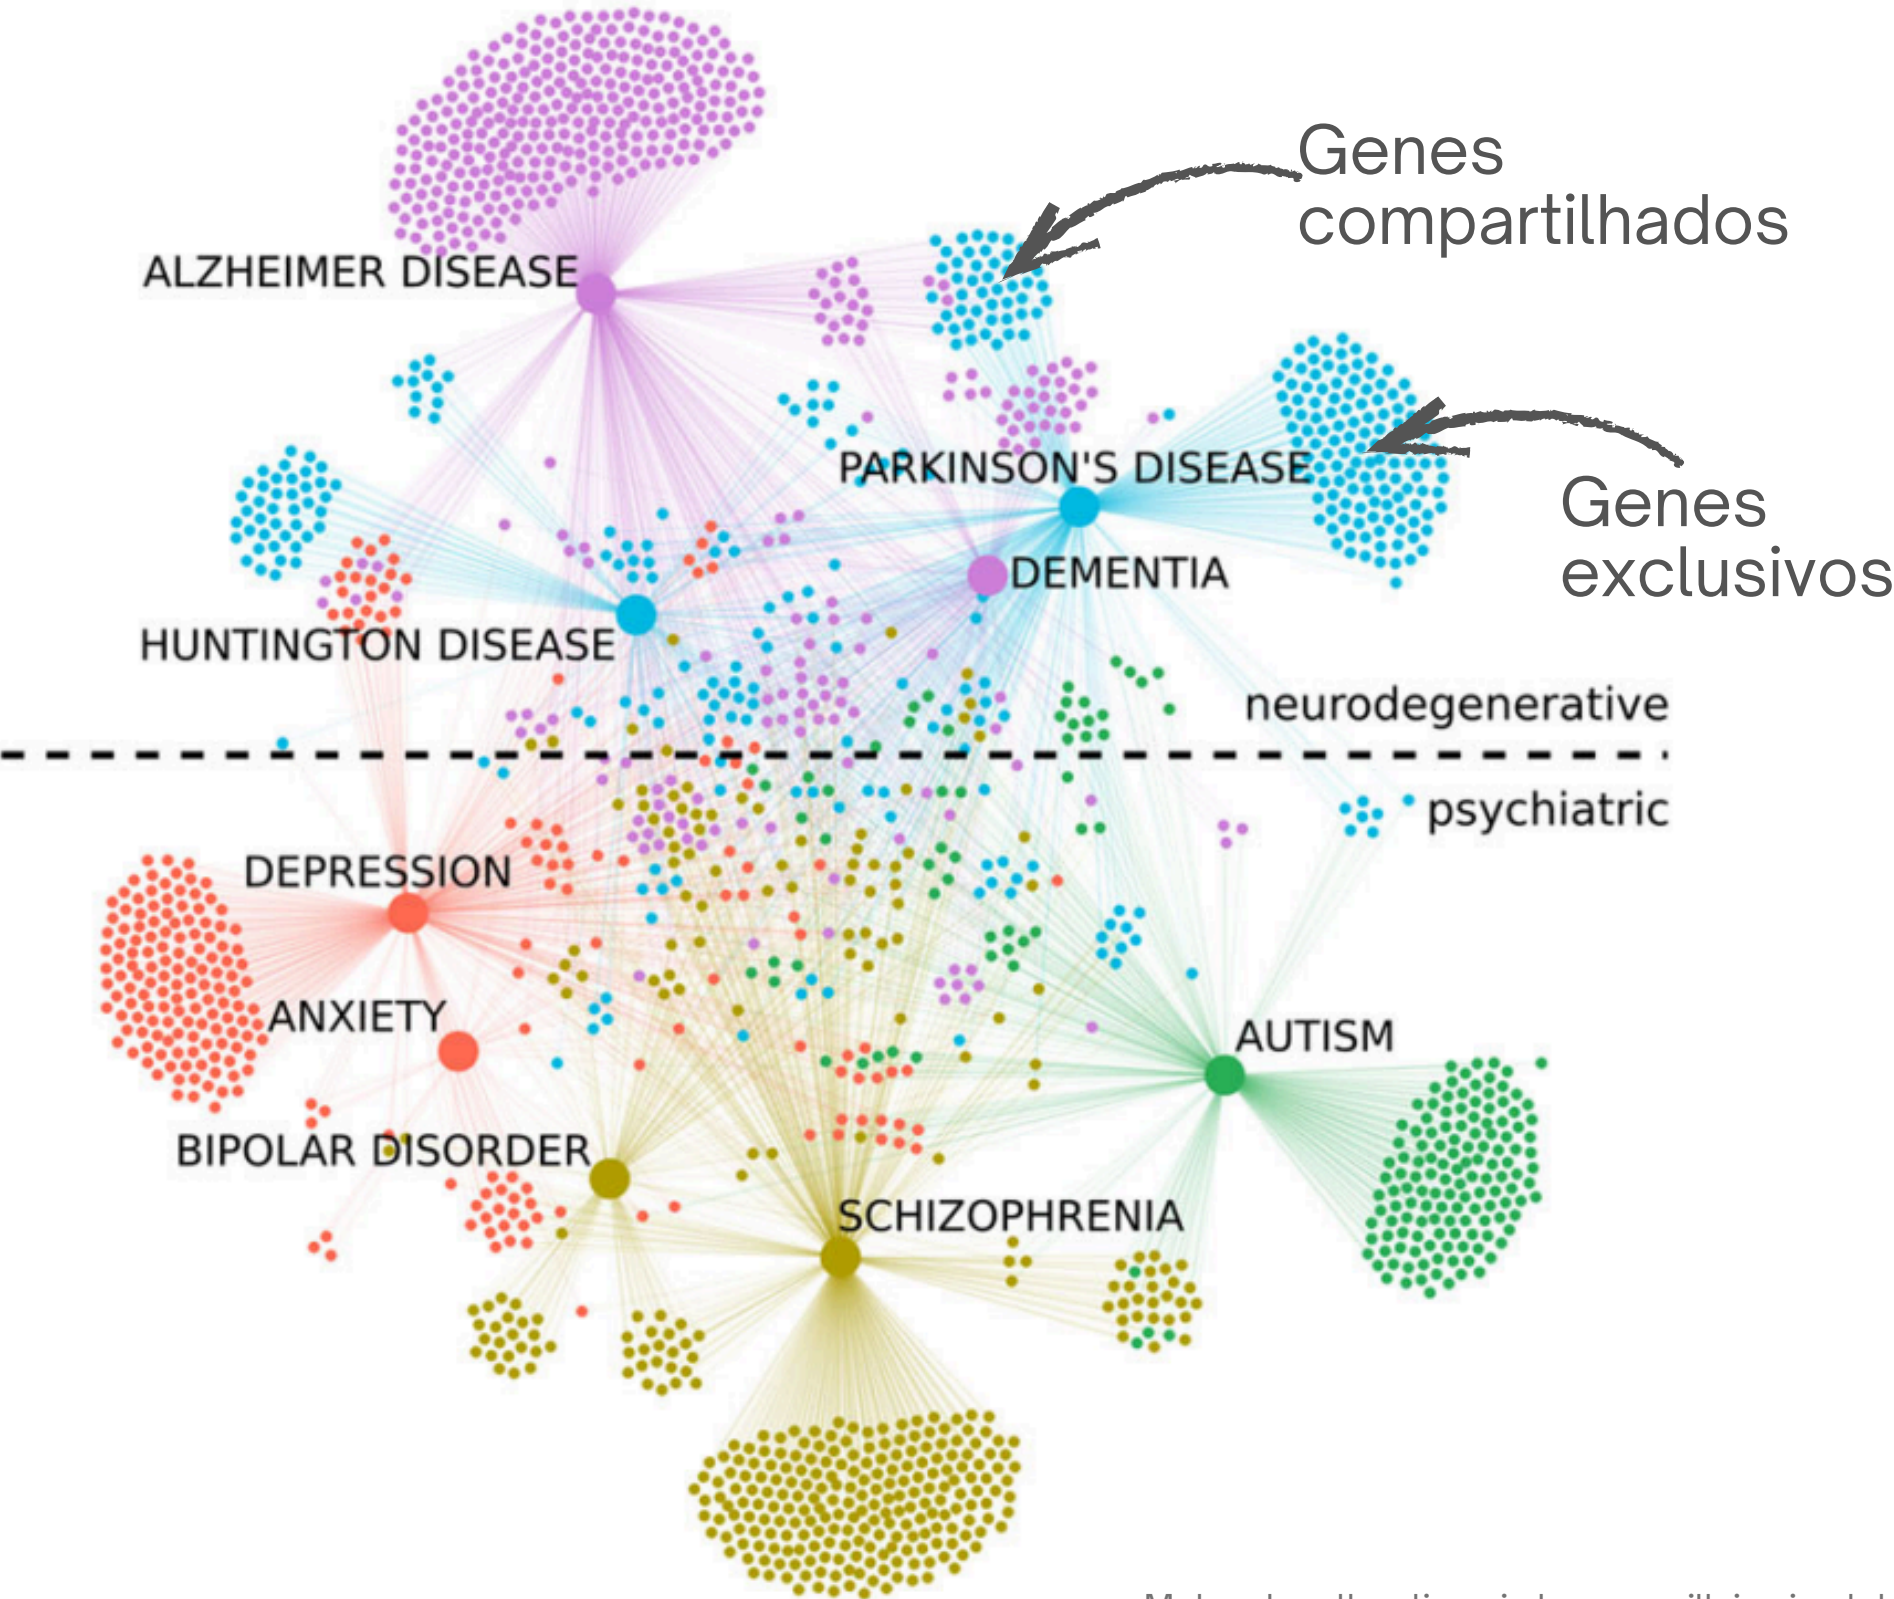 Genes
compartilhados
ALZHEIMER DISEASE
PARKINSON'S DISEASE
Genes
exclusivos
DEMENTIA
HUNTINGTON DISEASE
neurodegenerative
psychiatric
DEPRESSION
ANXIETY
AUTISM
BIPOLAR DISORDER
SCHIZOPHRENIA